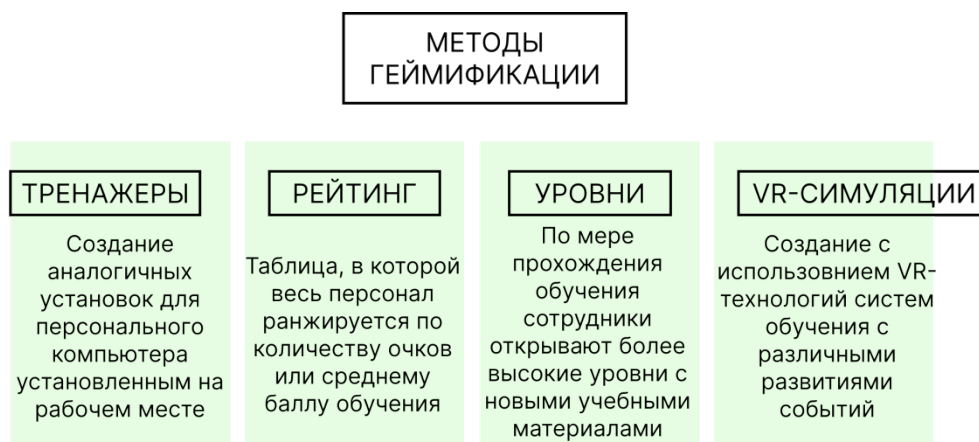 МЕТОДЫ
ГЕЙМИФИКАЦИИ
ТРЕНАЖЕРЫ
Создание
аналогичных
установок для
персонального
компьютера
установленным на
рабочем месте
РЕЙТИНГ
Таблица, в которой
весь персонал
ранжируется по
количеству очков
или среднему
баллу обучения
УРОВНИ
По мере
прохождения
обучения
сотрудники
открывают более
высокие уровни с
новыми учебными
материалами
VR-СИМУЛЯЦИИ
Создание с
использовнием VR-
технологий систем
обучения с
различными
развитиями
событий